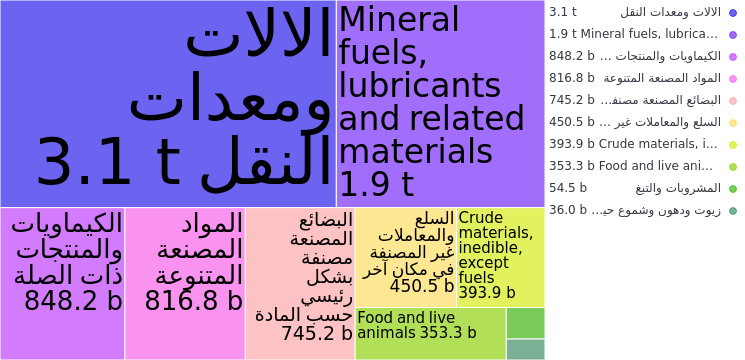 الالات
ومعدات
النقل 3.1 t
Mineral
fuels,
lubricants
and related
materials
1.9 t
الكيماويات
والمنتجات
ذات الصلة
848.2 b
المواد
المصنعة
المتنوعة
816.8 b
البضائع
المصنعة
مصنفة
بشكل
رئيسي
حسب المادة
745.2 b
السلع
والمعاملات
غير المصنفة
في مكان آخر
450.5 b
Crude
materials,
inedible,
except
fuels
393.9 b
Food and live
animals 353.3 b
3.1 t الالات ومعدات النقل
1.9 t Mineral fuels, lubrica...
848.2 b الكيماويات والمنتجات ...
816.8 b المواد المصنعة المتنوعة
745.2 b البضائع المصنعة مصنف...
450.5 b السلع والمعاملات غير ...
393.9 b Crude materials, i...
353.3 b Food and live ani...
54.5 b المشروبات والتبغ
36.0 b زيوت ودهون وشموع حي...